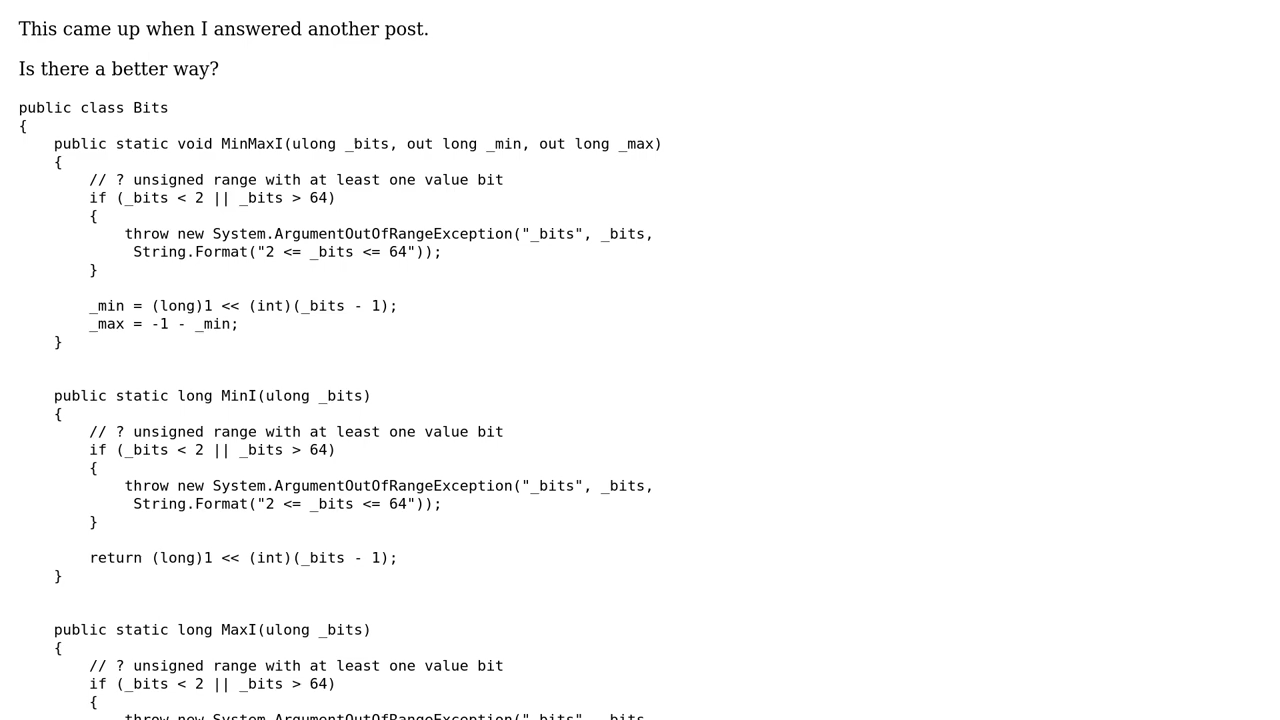 This came up when I answered another post.
Is there a better way?
public class Bits
{
    public static void MinMaxI(ulong _bits, out long _min, out long _max)
    {
        // ? unsigned range with at least one value bit
        if (_bits < 2 || _bits > 64)
        {
            throw new System.ArgumentOutOfRangeException("_bits", _bits,
             String.Format("2 <= _bits <= 64"));
        }

        _min = (long)1 << (int)(_bits - 1);
        _max = -1 - _min;
    }


    public static long MinI(ulong _bits)
    {
        // ? unsigned range with at least one value bit
        if (_bits < 2 || _bits > 64)
        {
            throw new System.ArgumentOutOfRangeException("_bits", _bits,
             String.Format("2 <= _bits <= 64"));
        }

        return (long)1 << (int)(_bits - 1);
    }


    public static long MaxI(ulong _bits)
    {
        // ? unsigned range with at least one value bit
        if (_bits < 2 || _bits > 64)
        {
            throw new System.ArgumentOutOfRangeException("_bits", _bits,